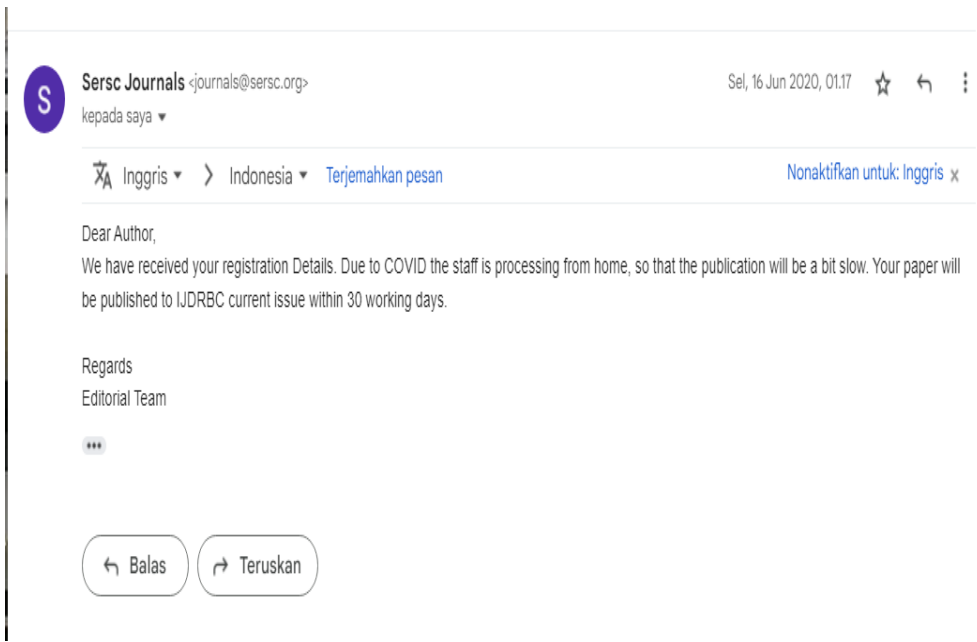 S
Sersc Journals <journals@sersc.org>
Sel, 16 Jun 2020, 01.17
kepada saya
Inggris
Indonesia
Terjemahkan pesan
Nonaktifkan untuk: Inggris x
Dear Author,
We have received your registration Details. Due to COVID the staff is processing from home, so that the publication will be a bit slow. Your paper will
be published to IJDRBC current issue within 30 working days.
Regards
Editorial Team
Balas
Teruskan